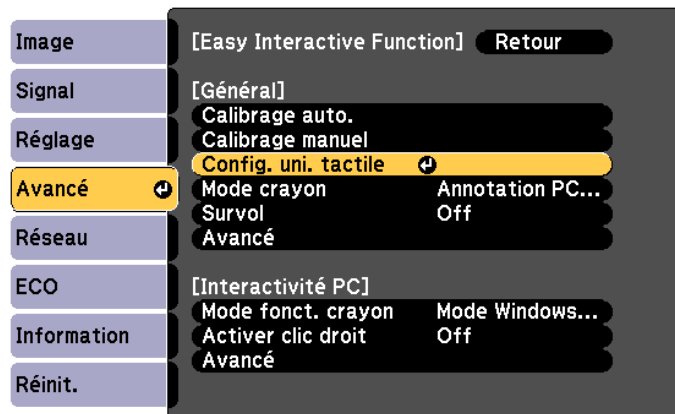 Image
Signal
Réglage
Avancé
Réseau
ECO
Information
Réinit.
[Easy Interactive Function] Retour
[Général]
Calibrage auto.
Calibrage manuel
Config. uni. tactile
Mode crayon Annotation PC...
Survol Off
Avancé
[Interactivité PC]
Mode fonct. crayon Mode Windows...
Activer clic droit Off
Avancé